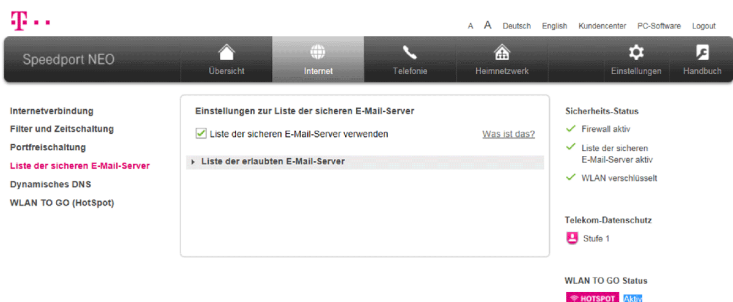 T
A A Deutsch English Kundencenter PC-Software Logout
Speedport NEO
Übersicht Internet Telefonie Heimnetzwerk Einstellungen Handbuch
Internetverbindung
Filter und Zeitschaltung
Portfreischaltung
Liste der sicheren E-Mail-Server
Dynamisches DNS
WLAN TO GO (HotSpot)
Einstellungen zur Liste der sicheren E-Mail-Server
Liste der sicheren E-Mail-Server verwenden Was ist das?
Liste der erlaubten E-Mail-Server
Sicherheits-Status
Firewall aktiv
Liste der sicheren
E-Mail-Server aktiv
WLAN verschlüsselt
Telekom-Datenschutz
Stufe 1
WLAN TO GO Status
HOTSPOT Aktiv